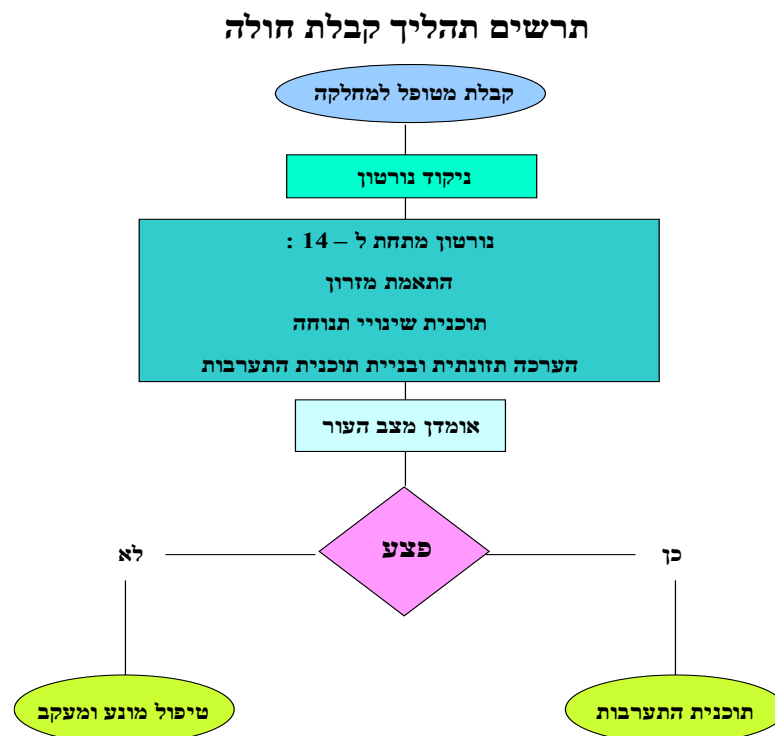 תרשים תהליך קבלת חולה
קבלת מטופל למחלקה
ניקוד נורטון
נורטון מתחת ל – 14 :
התאמת מזרון
תוכנית שינויי תנוחה
הערכה תזונתית ובניית תוכנית התערבות
אומדן מצב העור
פצע
כן
לא
תוכנית התערבות
טיפול מונע ומעקב